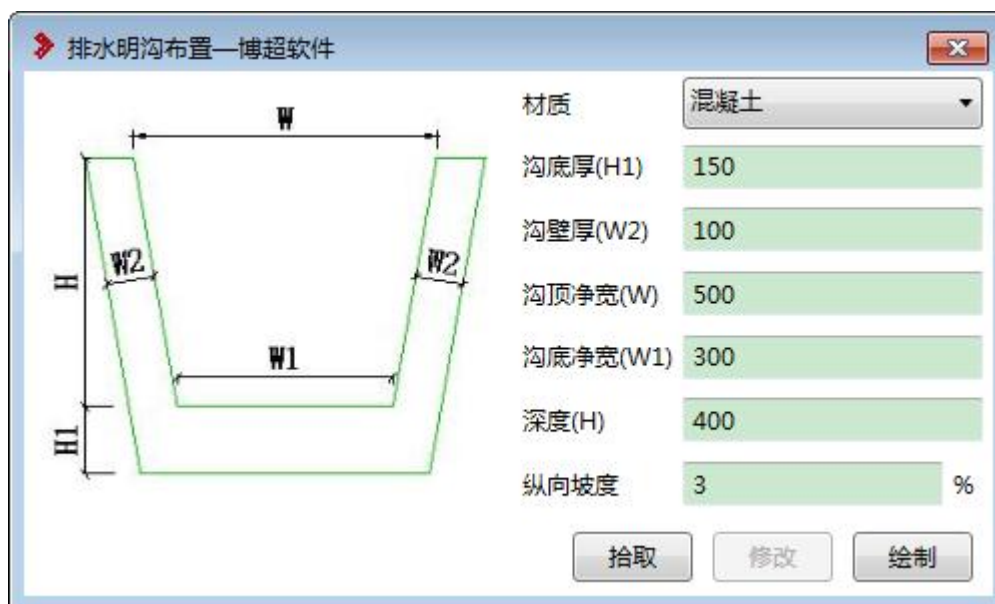 排水明沟布置—博超软件
W
W2
W2
H
W1
H1
材质 混凝土
沟底厚(H1) 150
沟壁厚(W2) 100
沟顶净宽(W) 500
沟底净宽(W1) 300
深度(H) 400
纵向坡度 3 %
拾取 修改 绘制